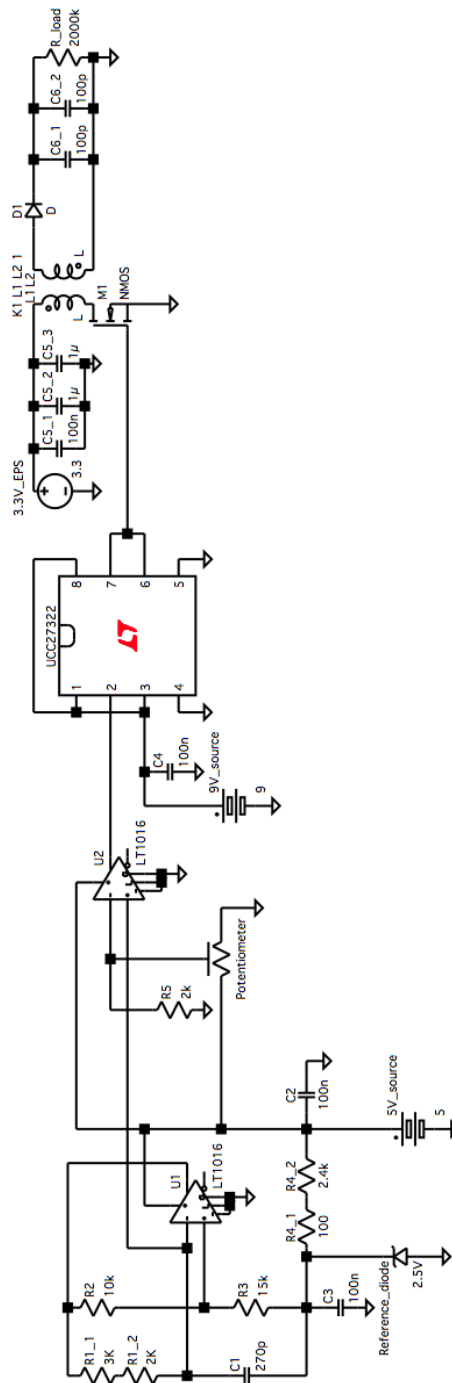 R1_1
3K
R1_2
2K
C1
270p
R2
10k
R3
15k
C3
100n
Reference_diode
2.5V
U1
LT1016
R4_1
100
R4_2
2.4k
5V_source
5
C2
100n
R5
2k
Potentiometer
U2
LT1016
9V_source
9
C4
100n
UCC27322
1
2
3
4
8
7
6
5
LT
3.3V_EPS
3.3
C5_1
100n
C5_2
1µ
C5_3
1µ
K1 L1 L2 1
L1 L2
L
L
M1
NMOS
D1
D
C6_1
100p
C6_2
100p
R_load
2000k